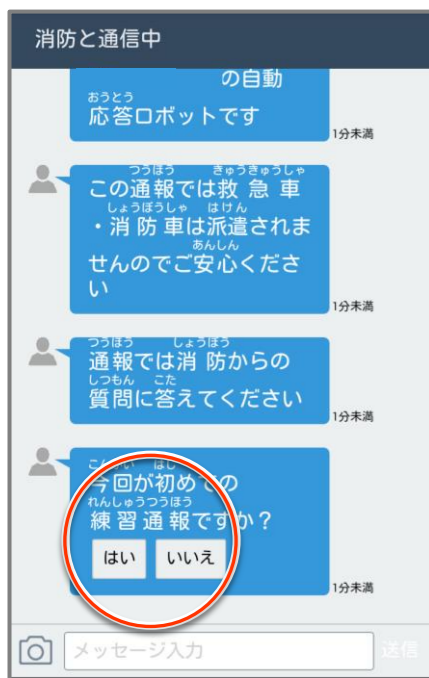 消防と通信中
の自動
おうとう
応答ロボットです
1分未満
つうほう きゅうきゅうしゃ
この通報では救急車
しょうぼうしゃ はけん
・消防車は派遣されま
あんしん
せんのでご安心くださ
い
1分未満
つうほう しょうぼう
通報では消防からの
しつもん こた
質問に答えてください
1分未満
こんかい はじ
今回が初めての
れんしゅうつうほう
練習通報ですか？
はい いいえ
1分未満
メッセージ入力 送信